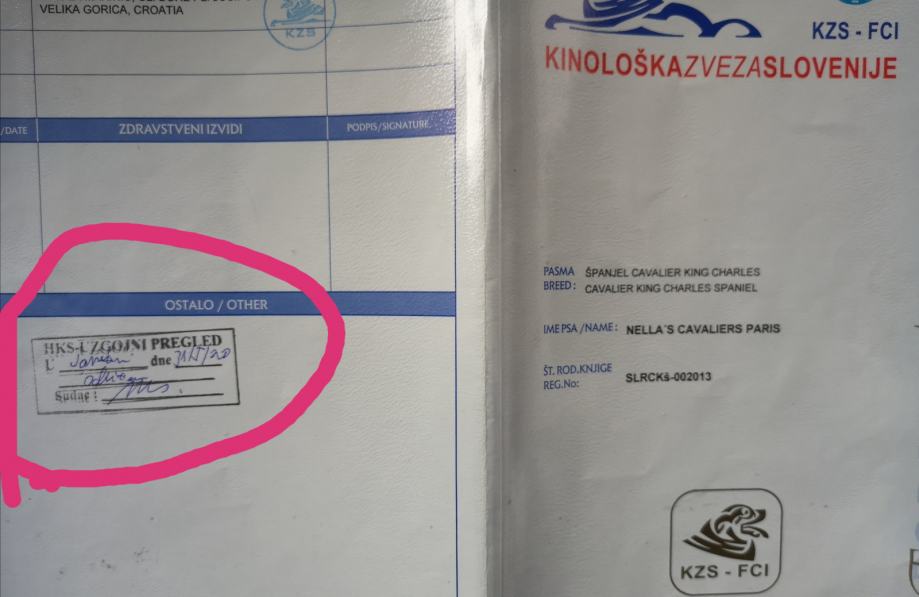 VELIKA GORICA, CROATIA
KZS
/DATE
ZDRAVSTVENI IZVIDI
PODPIS/SIGNATURE
OSTALO / OTHER
HKS-UZGOJNI PREGLED
U
dne
Sudac:
KZS - FCI
KINOLOŠKAZVEZASLOVENIJE
PASMA ŠPANJEL CAVALIER KING CHARLES
BREED: CAVALIER KING CHARLES SPANIEL
IME PSA /NAME: NELLA´S CAVALIERS PARIS
ŠT. ROD.KNJIGE
REG.No: SLRCKš-002013
KZS - FCI